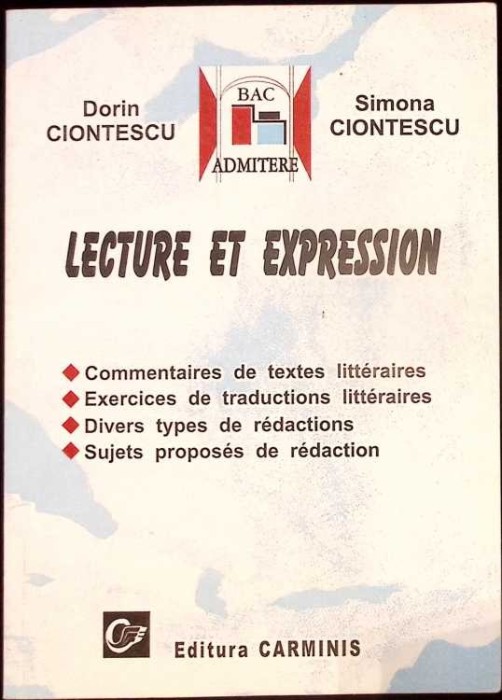 Dorin
CIONTESCU
BAC
ADMITERE
Simona
CIONTESCU
LECTURE ET EXPRESSION
Commentaires de textes littéraires
Exercices de traductions littéraires
Divers types de rédactions
Sujets proposés de rédaction
Editura CARMINIS